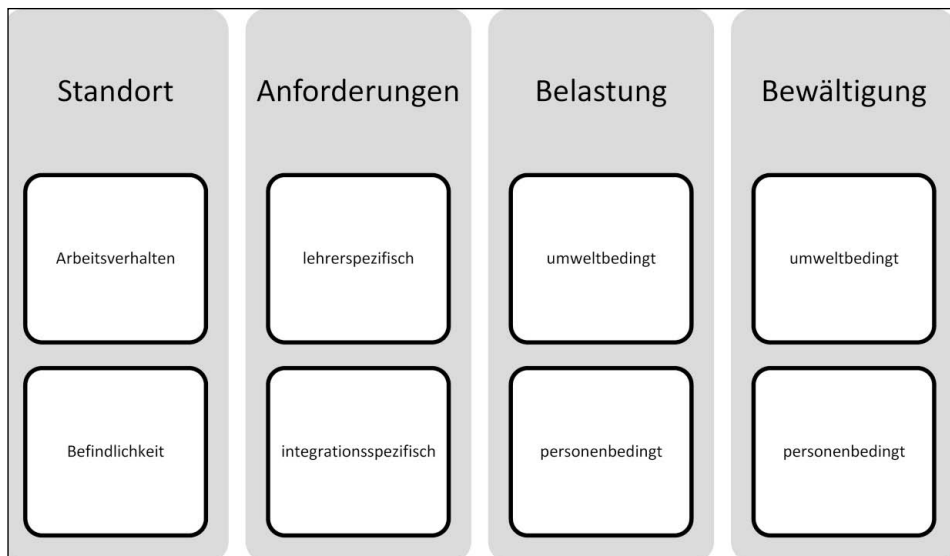 Standort
Arbeitsverhalten
Befindlichkeit
Anforderungen
lehrerspezifisch
integrationsspezifisch
Belastung
umweltbedingt
personenbedingt
Bewältigung
umweltbedingt
personenbedingt